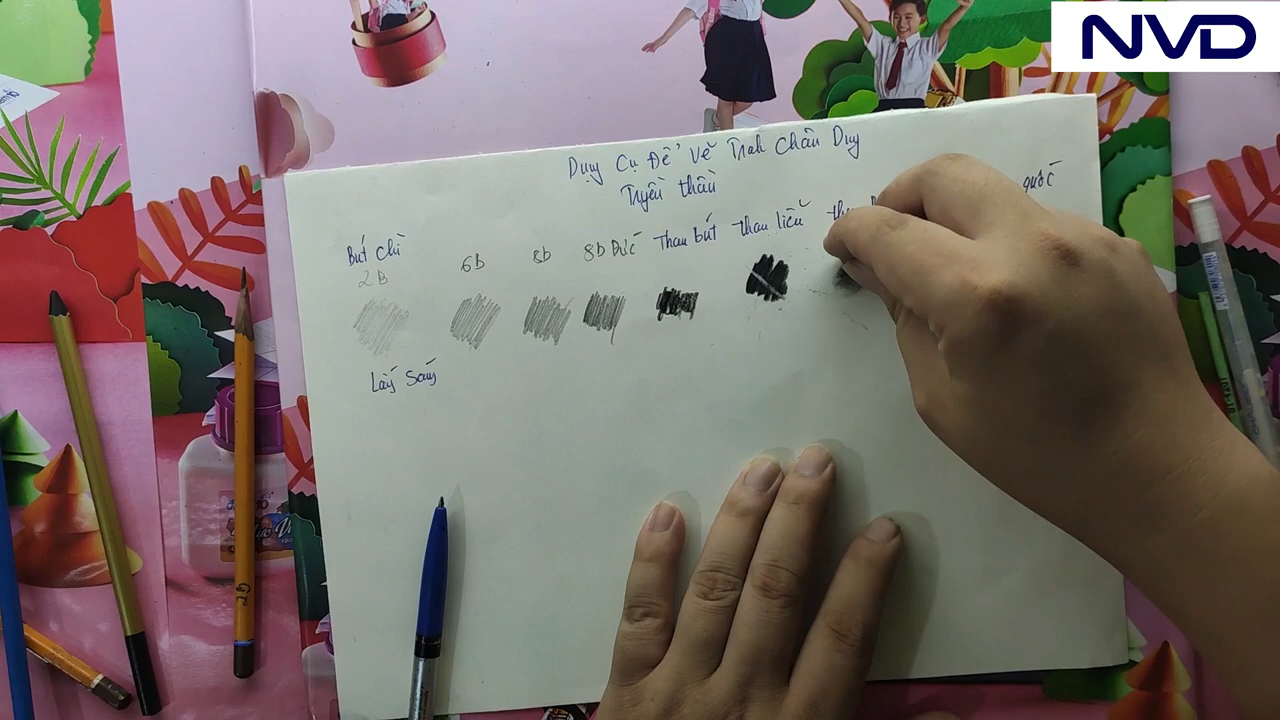 NVD
Dụng Cụ Để Vẽ Tranh Chân Dung
Truyền thần
Bút chì
2B
6b
8b
8b Đức
Than bút
than liễu
quốc
Lấy Sáng